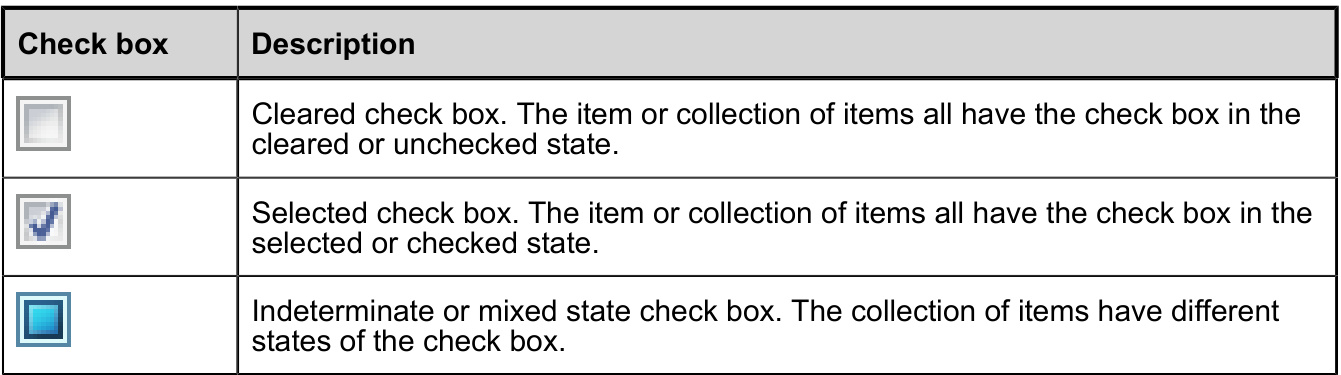 Check box
Description
Cleared check box. The item or collection of items all have the check box in the
cleared or unchecked state.
Selected check box. The item or collection of items all have the check box in the
selected or checked state.
Indeterminate or mixed state check box. The collection of items have different
states of the check box.